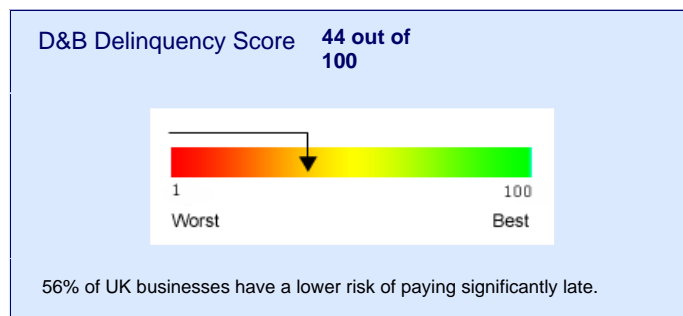 D&B Delinquency Score 44 out of
100
1 100
Worst Best
56% of UK businesses have a lower risk of paying significantly late.